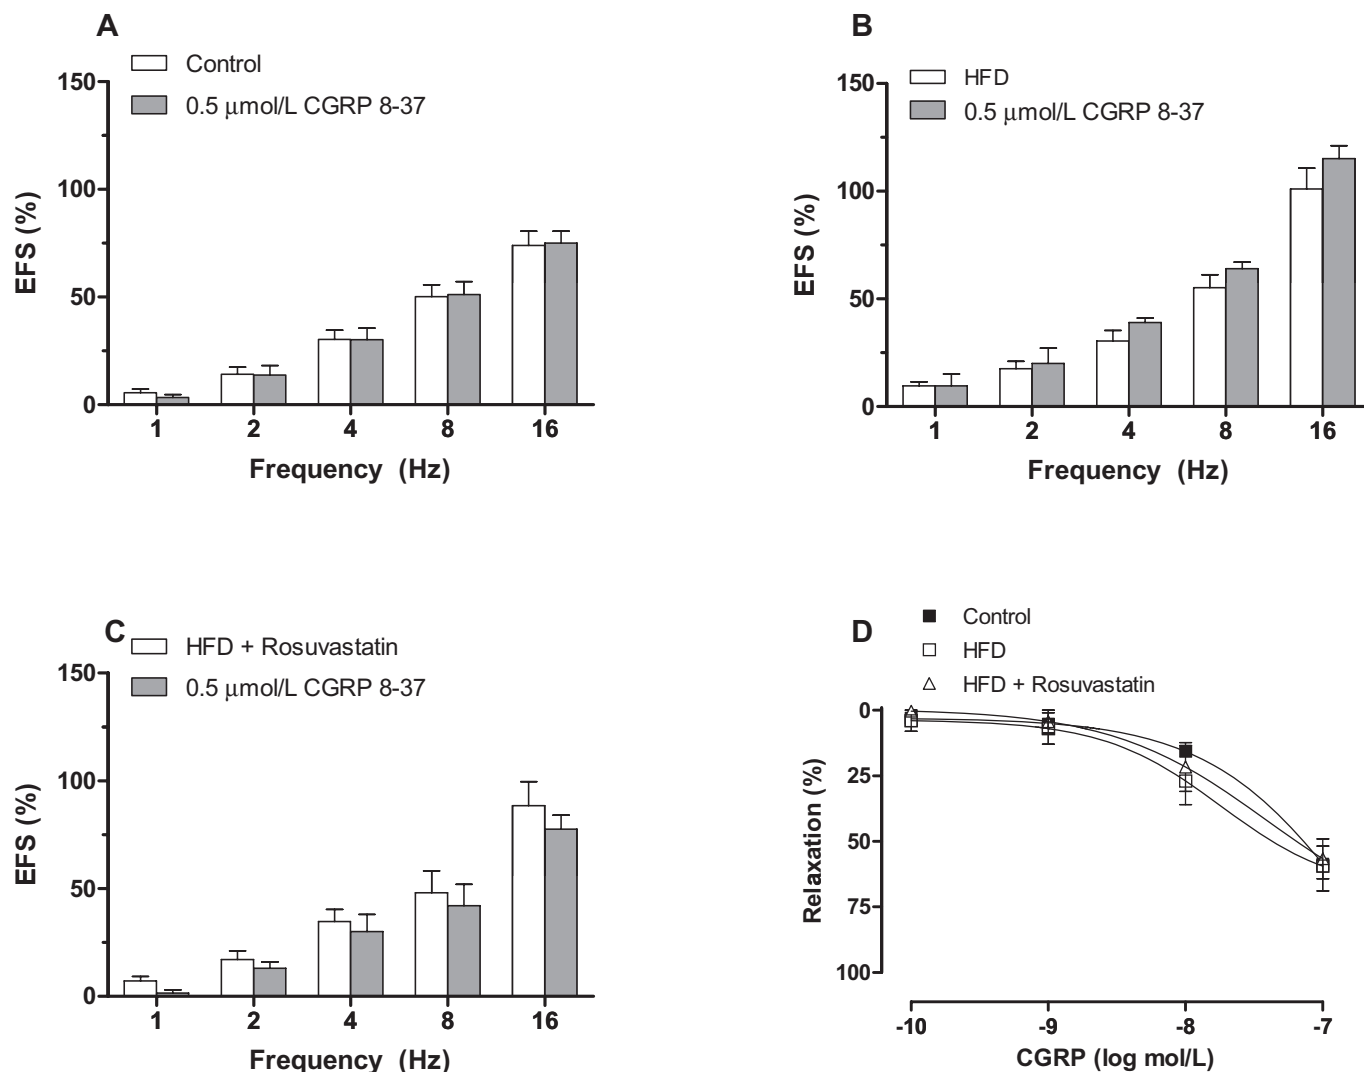 A
Control
0.5 μmol/L CGRP 8-37
150
100
50
0
EFS (%)
1 2 4 8 16
Frequency (Hz)
B
HFD
0.5 μmol/L CGRP 8-37
150
100
50
0
EFS (%)
1 2 4 8 16
Frequency (Hz)
C
HFD + Rosuvastatin
0.5 μmol/L CGRP 8-37
150
100
50
0
EFS (%)
1 2 4 8 16
Frequency (Hz)
D
Control
HFD
HFD + Rosuvastatin
0
25
50
75
100
Relaxation (%)
-10 -9 -8 -7
CGRP (log mol/L)